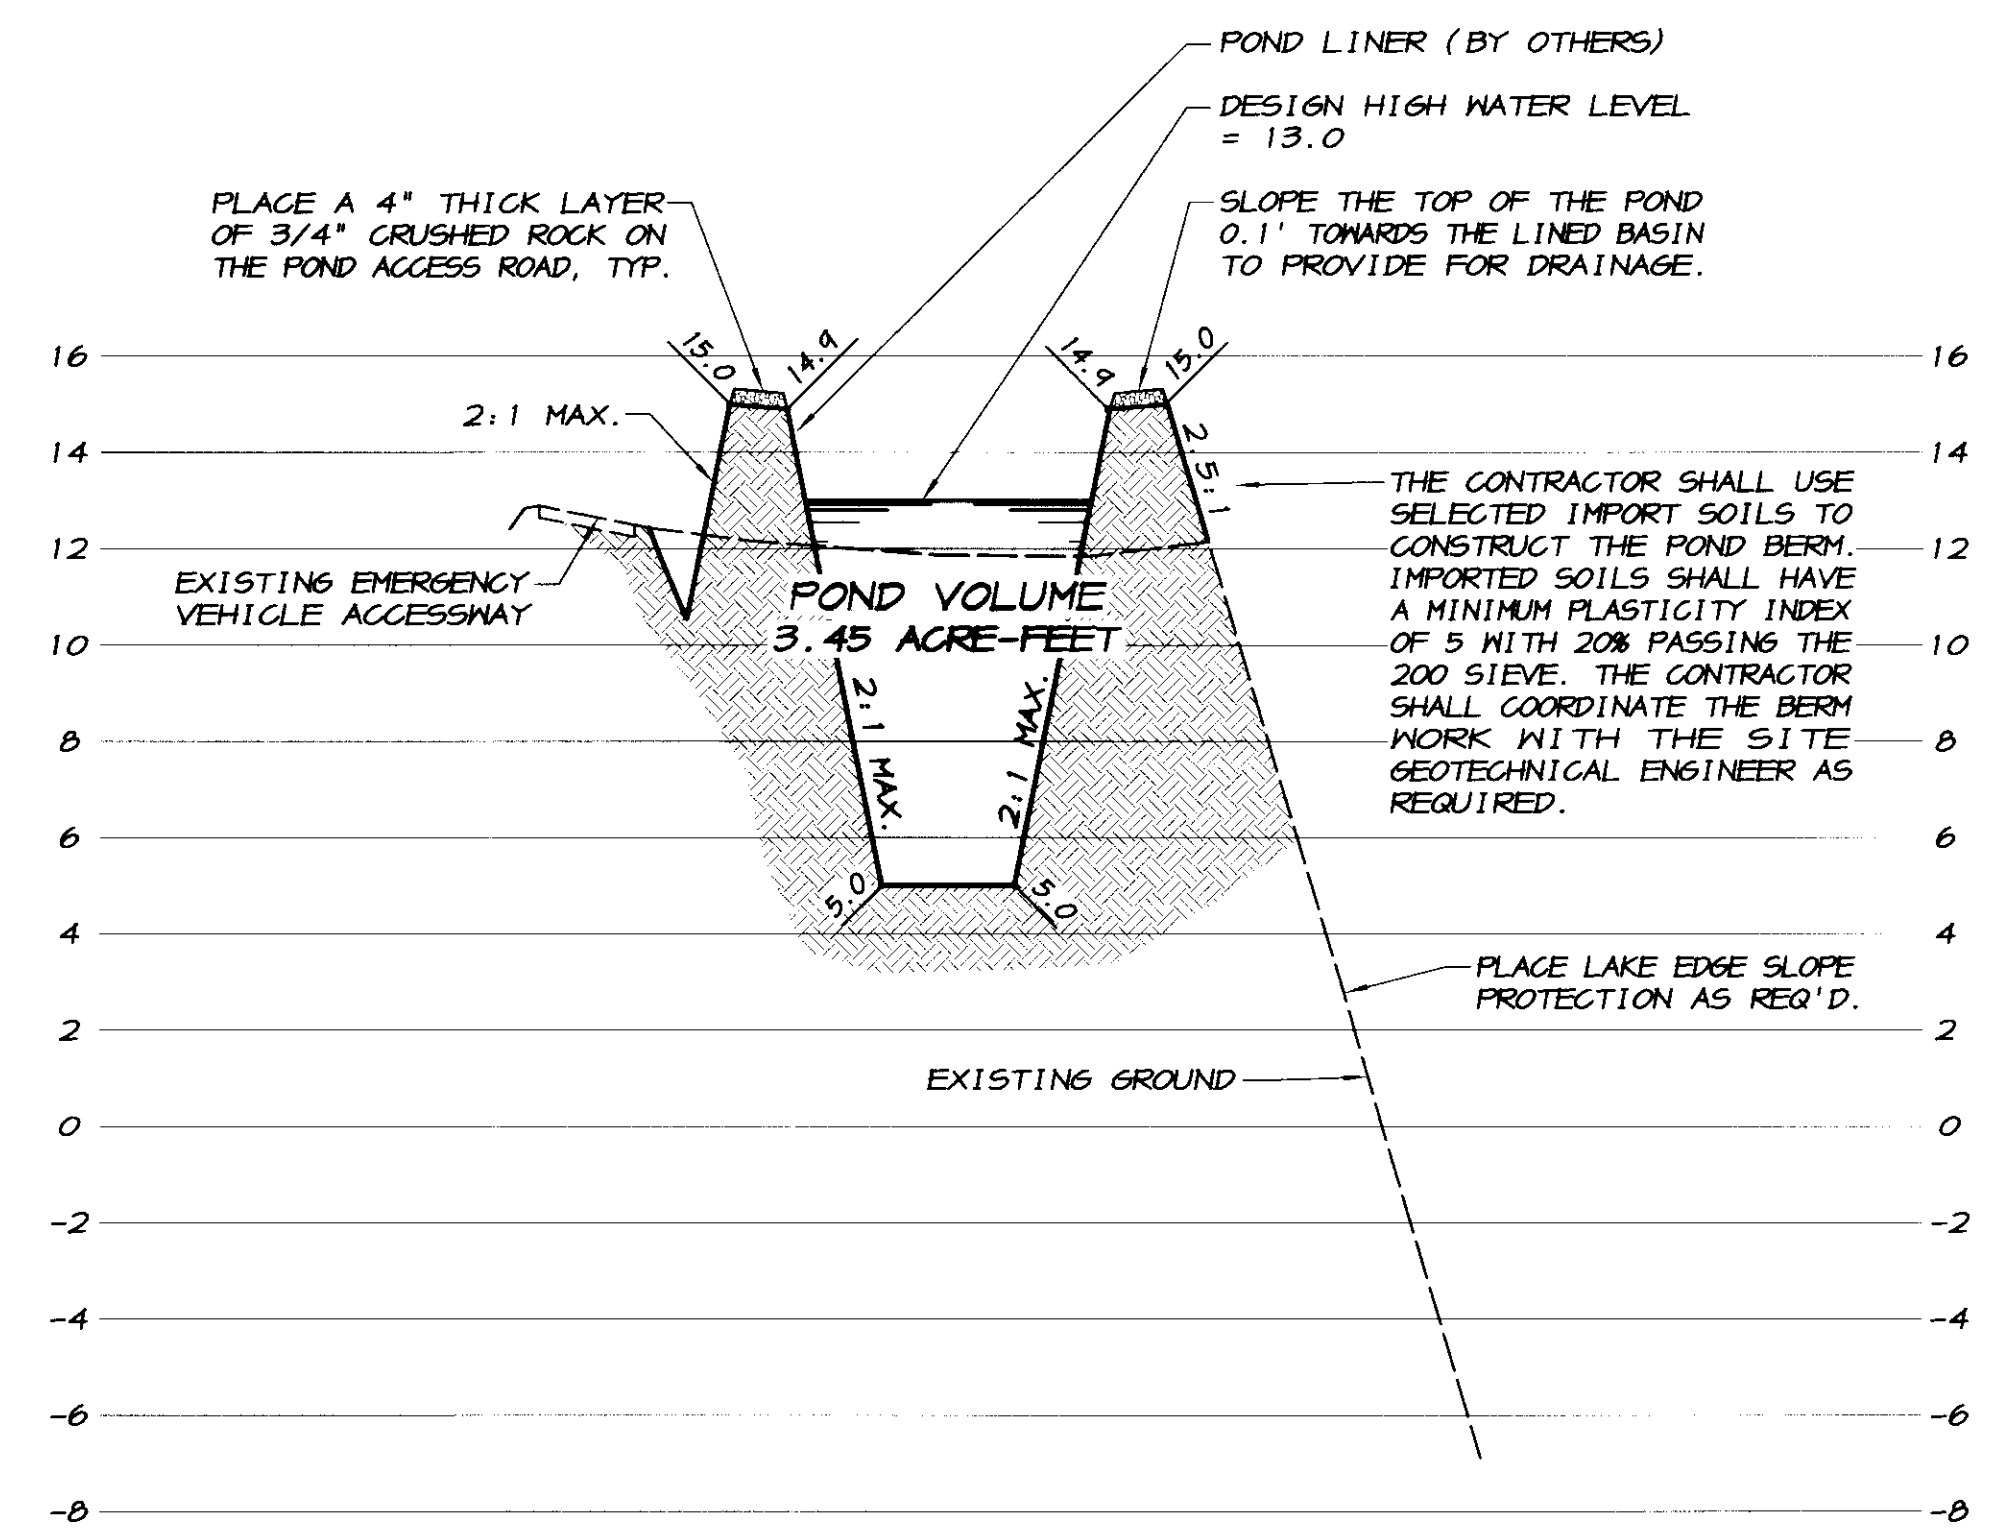 POND LINER (BY OTHERS)
DESIGN HIGH WATER LEVEL
= 13.0
PLACE A 4" THICK LAYER
OF 3/4" CRUSHED ROCK ON
THE POND ACCESS ROAD, TYP.
SLOPE THE TOP OF THE POND
0.1' TOWARDS THE LINED BASIN
TO PROVIDE FOR DRAINAGE.
15.0
14.9
14.9
15.0
16
16
2:1 MAX.
14
14
2.5:1
THE CONTRACTOR SHALL USE
SELECTED IMPORT SOILS TO
CONSTRUCT THE POND BERM.
IMPORTED SOILS SHALL HAVE
A MINIMUM PLASTICITY INDEX
OF 5 WITH 20% PASSING THE
200 SIEVE. THE CONTRACTOR
SHALL COORDINATE THE BERM
WORK WITH THE SITE
GEOTECHNICAL ENGINEER AS
REQUIRED.
12
12
EXISTING EMERGENCY
VEHICLE ACCESSWAY
POND VOLUME
3.45 ACRE-FEET
10
10
2:1 MAX.
2:1 MAX.
8
8
6
6
5.0
5.0
4
4
PLACE LAKE EDGE SLOPE
PROTECTION AS REQ'D.
2
2
EXISTING GROUND
0
0
-2
-2
-4
-4
-6
-6
-8
-8